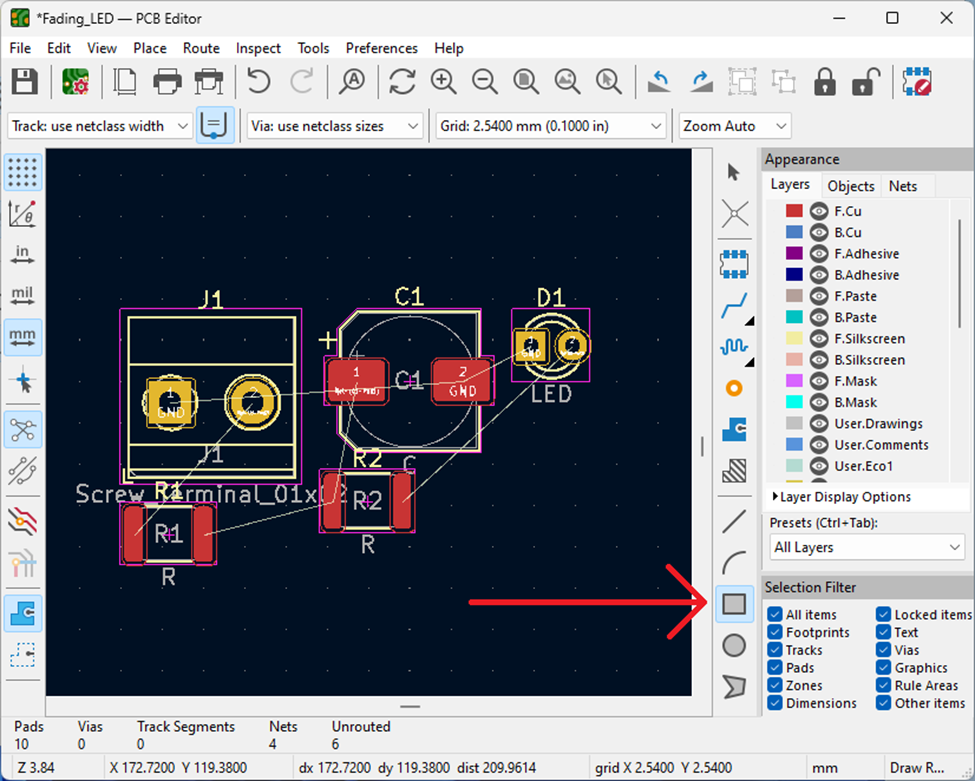 *Fading_LED — PCB Editor
File Edit View Place Route Inspect Tools Preferences Help
Track: use netclass width Via: use netclass sizes Grid: 2.5400 mm (0.1000 in) Zoom Auto
Appearance
Layers Objects Nets
F.Cu
B.Cu
F.Adhesive
B.Adhesive
F.Paste
B.Paste
F.Silkscreen
B.Silkscreen
F.Mask
B.Mask
User.Drawings
User.Comments
User.Eco1
Layer Display Options
Presets (Ctrl+Tab):
All Layers
Selection Filter
All items Locked items
Footprints Text
Tracks Vias
Pads Graphics
Zones Rule Areas
Dimensions Other items
r
θ
in
mil
mm
J1
1
GND
2
J1
C1
+
1
C1
2
GND
C
D1
1
GND
2
LED
R1
R1
R
R2
R2
R
Pads Vias Track Segments Nets Unrouted
10 0 0 4 6
Z 3.84 X 172.7200 Y 119.3800 dx 172.7200 dy 119.3800 dist 209.9614 grid X 2.5400 Y 2.5400 mm Draw R...